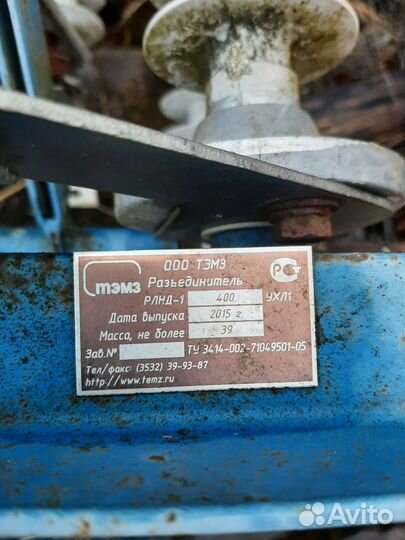 ООО ТЭМЗ
ТЭМЗ
Разъединитель
РЛНД-1 400 УХЛ1
Дата выпуска 2015 г
Масса, не более 39
Зав.№ ТУ 3414-002-71049501-05
Тел/факс: (3532) 39-93-87
http://www.temz.ru
РСТ
Avito